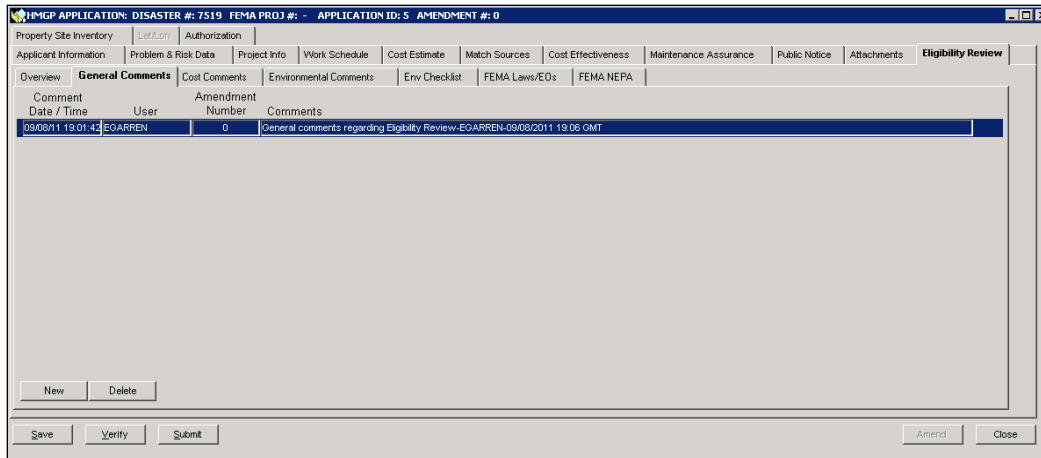 HMGP APPLICATION: DISASTER #: 7519 FEMA PROJ #: - APPLICATION ID: 5 AMENDMENT #: 0
Property Site Inventory Lat/Lon Authorization
Applicant Information Problem & Risk Data Project Info Work Schedule Cost Estimate Match Sources Cost Effectiveness Maintenance Assurance Public Notice Attachments Eligibility Review
Overview General Comments Cost Comments Environmental Comments Env Checklist FEMA Laws/EOs FEMA NEPA
Comment Amendment
Date / Time User Number Comments
09/08/11 19:01:42 EGARREN 0 General comments regarding Eligibility Review-EGARREN-09/08/2011 19:06 GMT
New Delete
Save Verify Submit Amend Close